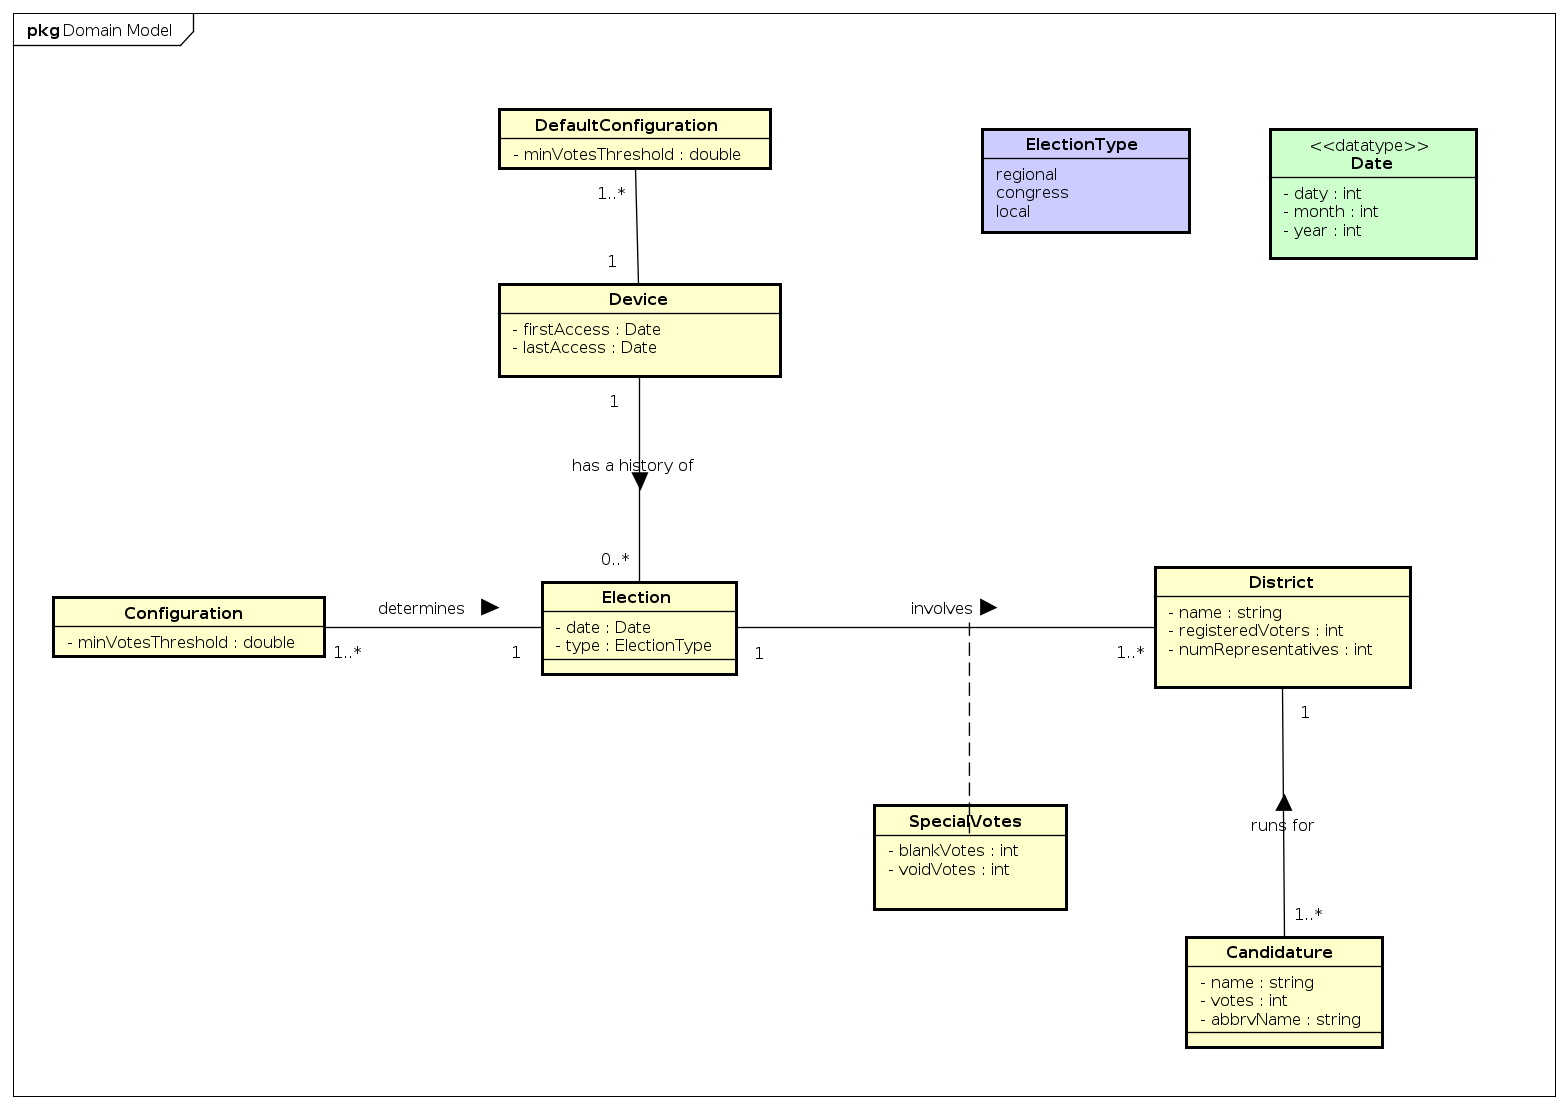 pkg Domain Model
DefaultConfiguration
- minVotesThreshold : double
ElectionType
regional
congress
local
<<datatype>>
Date
- daty : int
- month : int
- year : int
1..*
1
Device
- firstAccess : Date
- lastAccess : Date
1
has a history of
0..*
Configuration
- minVotesThreshold : double
determines
1..*
1
Election
- date : Date
- type : ElectionType
involves
1
1..*
District
- name : string
- registeredVoters : int
- numRepresentatives : int
1
SpecialVotes
- blankVotes : int
- voidVotes : int
runs for
1..*
Candidature
- name : string
- votes : int
- abbrvName : string